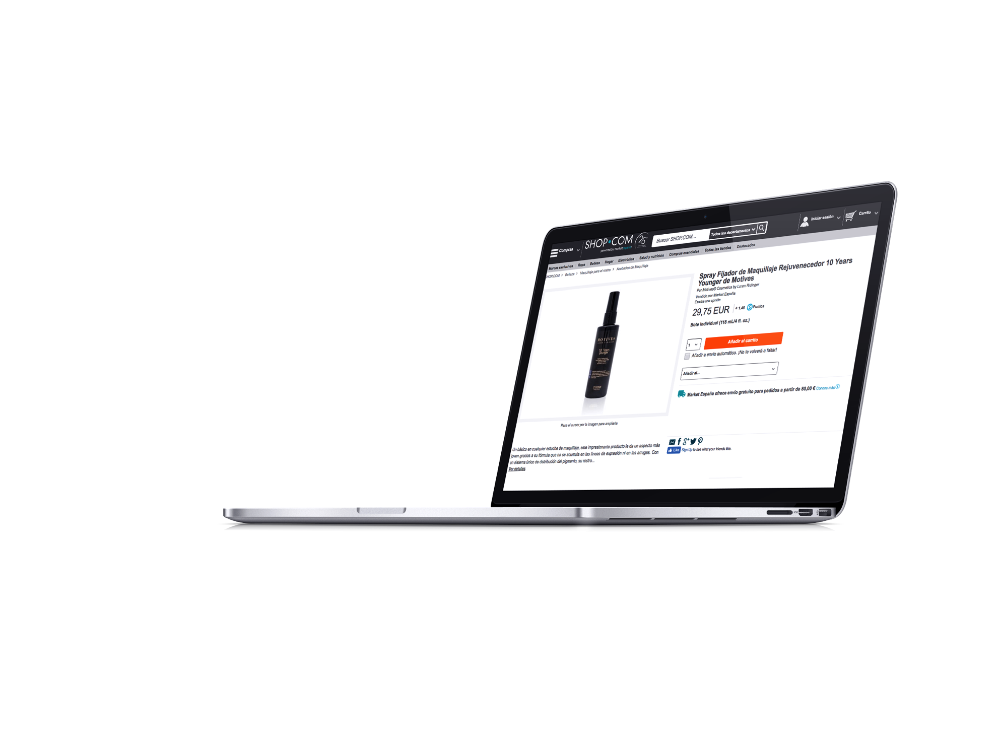 Compras
SHOP•COM
powered by marketespaña®
25
Buscar SHOP.COM...
Todos los departamentos
Iniciar sesión
Carrito
Marcas exclusivas Ropa Belleza Hogar Electrónica Salud y nutrición Compras esenciales Todas las tiendas Destacados
SHOP.COM > Belleza > Maquillaje para el rostro > Acabados de Maquillaje
MOTIVES
10 Years
younger
Pasa el cursor por la imagen para ampliarla
Spray Fijador de Maquillaje Rejuvenecedor 10 Years
Younger de Motives
Por Motives® Cosmetics by Loren Ridinger
Vendido por Market España
Escribe una opinión
29,75 EUR + 1.48 Puntos
Bote individual (118 mL/4 fl. oz.)
1
Añadir al carrito
Añadir a envío automático. ¡No te volverá a faltar!
Añadir al...
Market España ofrece envío gratuito para pedidos a partir de 80,00 € Conoce más
Like Sign Up to see what your friends like.
Un básico en cualquier estuche de maquillaje, este impresionante producto le da un aspecto más
joven gracias a su fórmula que no se acumula en las líneas de expresión ni en las arrugas. Con
un sistema único de distribución del pigmento, su rostro...
Ver detalles